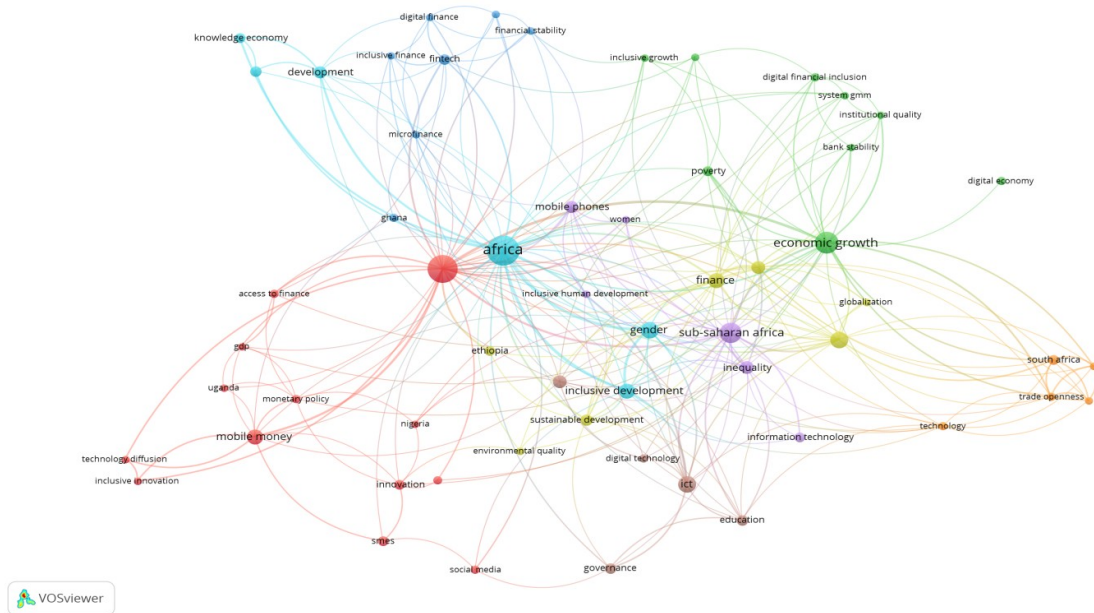 digital finance
financial stability
knowledge economy
inclusive finance
fintech
inclusive growth
development
digital financial inclusion
system gmm
institutional quality
microfinance
bank stability
poverty
digital economy
mobile phones
ghana
women
africa
economic growth
finance
access to finance
inclusive human development
globalization
gender
sub-saharan africa
gdp
ethiopia
south africa
inequality
uganda
inclusive development
monetary policy
trade openness
nigeria
sustainable development
technology
mobile money
information technology
environmental quality
technology diffusion
digital technology
inclusive innovation
innovation
ict
education
smes
social media
governance
VOSviewer